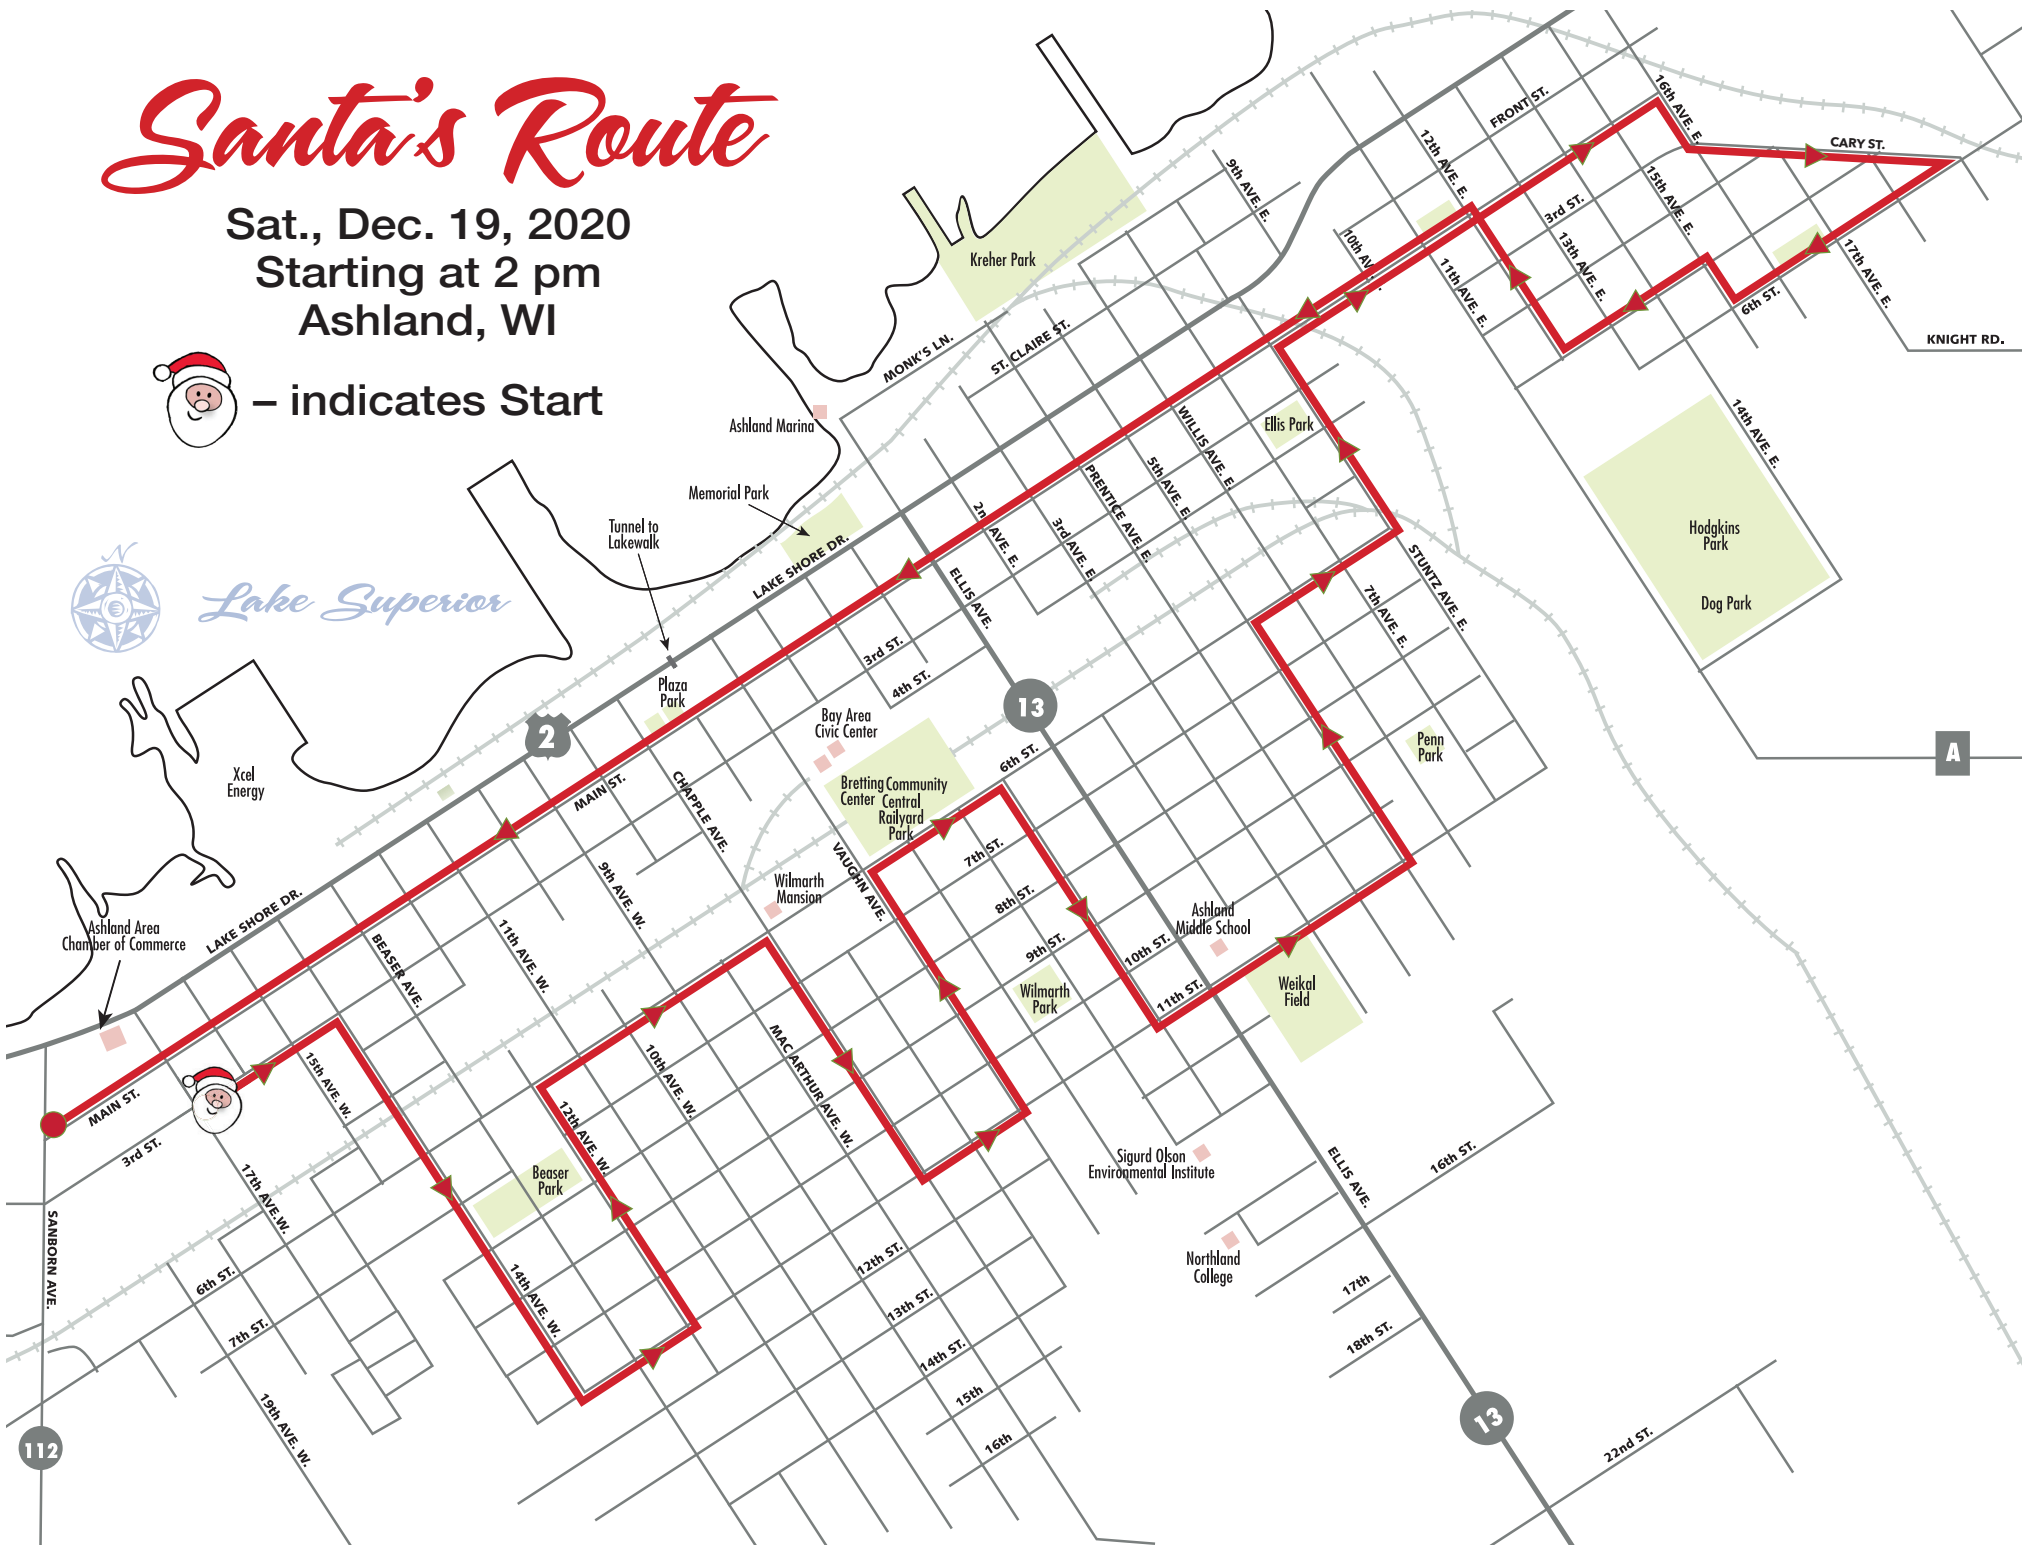 Santa's Route
Sat., Dec. 19, 2020
Starting at 2 pm
Ashland, WI
– indicates Start
N
Lake Superior
Kreher Park
MONK'S LN.
ST. CLAIRE ST.
9th AVE. E.
10th AV
11th AVE. E.
12th AVE. E.
FRONT ST.
16th AVE. E.
CARY ST.
3rd ST.
13th AVE. E.
15th AVE. E.
17th AVE. E.
6th ST.
KNIGHT RD.
14th AVE. E.
Hodgkins
Park
Dog Park
A
Ashland Marina
Memorial Park
Tunnel to
Lakewalk
LAKE SHORE DR.
Ellis Park
WILLIS AVE. E.
5th AVE. E.
PRENTICE AVE. E.
3rd AVE. E.
2n AVE. E.
ELLIS AVE.
STUNTZ AVE. E.
7th AVE. E.
Penn
Park
Plaza
Park
3rd ST.
4th ST.
13
2
Bay Area
Civic Center
Bretting
Center
Community
Central
Railyard
Park
6th ST.
7th ST.
8th ST.
9th ST.
10th ST.
11th ST.
MAIN ST.
CHAPPLE AVE.
VAUGHN AVE.
Wilmarth
Mansion
Wilmarth
Park
Ashland
Middle School
Weikal
Field
Xcel
Energy
Ashland Area
Chamber of Commerce
LAKE SHORE DR.
BEASER AVE.
11th AVE. W.
9th AVE. W.
MAIN ST.
3rd ST.
15th AVE. W.
17th AVE.W.
10th AVE. W.
MAC ARTHUR AVE. W.
12th AVE. W.
Beaser
Park
14th AVE. W.
SANBORN AVE.
6th ST.
7th ST.
19th AVE. W.
112
12th ST.
13th ST.
14th ST.
15th
16th
Sigurd Olson
Environmental Institute
Northland
College
ELLIS AVE.
16th ST.
17th
18th ST.
13
22nd ST.